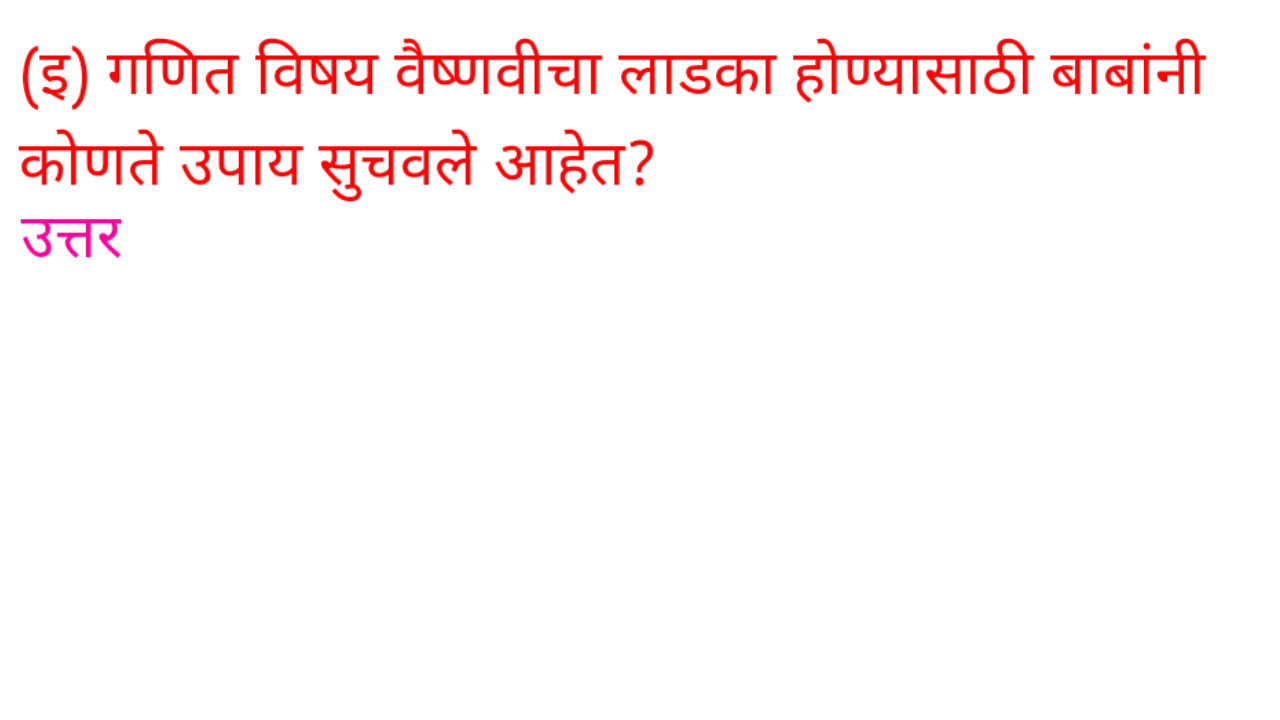 (इ) गणित विषय वैष्णवीचा लाडका होण्यासाठी बाबांनी
कोणते उपाय सुचवले आहेत?
उत्तर